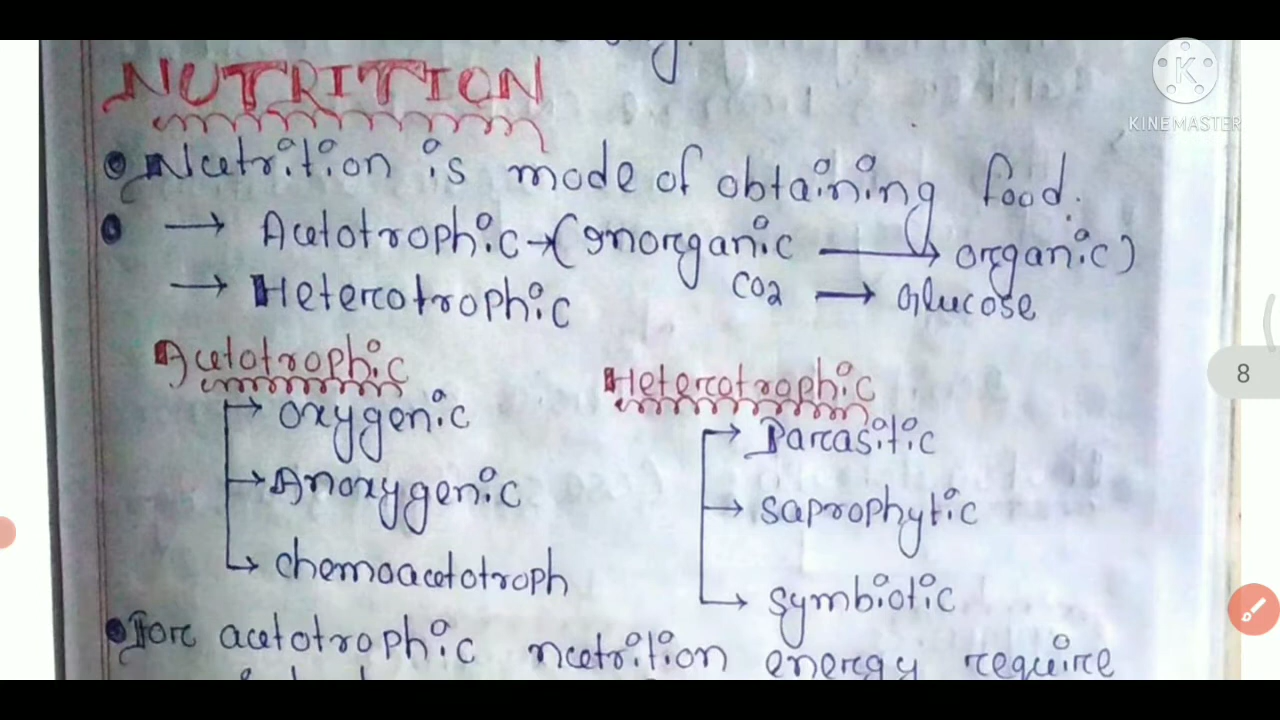 NUTRITION
KINEMASTER
Nutrition is mode of obtaining food.
→ Autotrophic → (Inorganic → organic)
→ Heterotrophic CO2 → Glucose
Autotrophic Heterotrophic
→ oxygenic → Parasitic
→ Anoxygenic → saprophytic
→ chemoautotroph → symbiotic
For autotrophic nutrition energy require
8